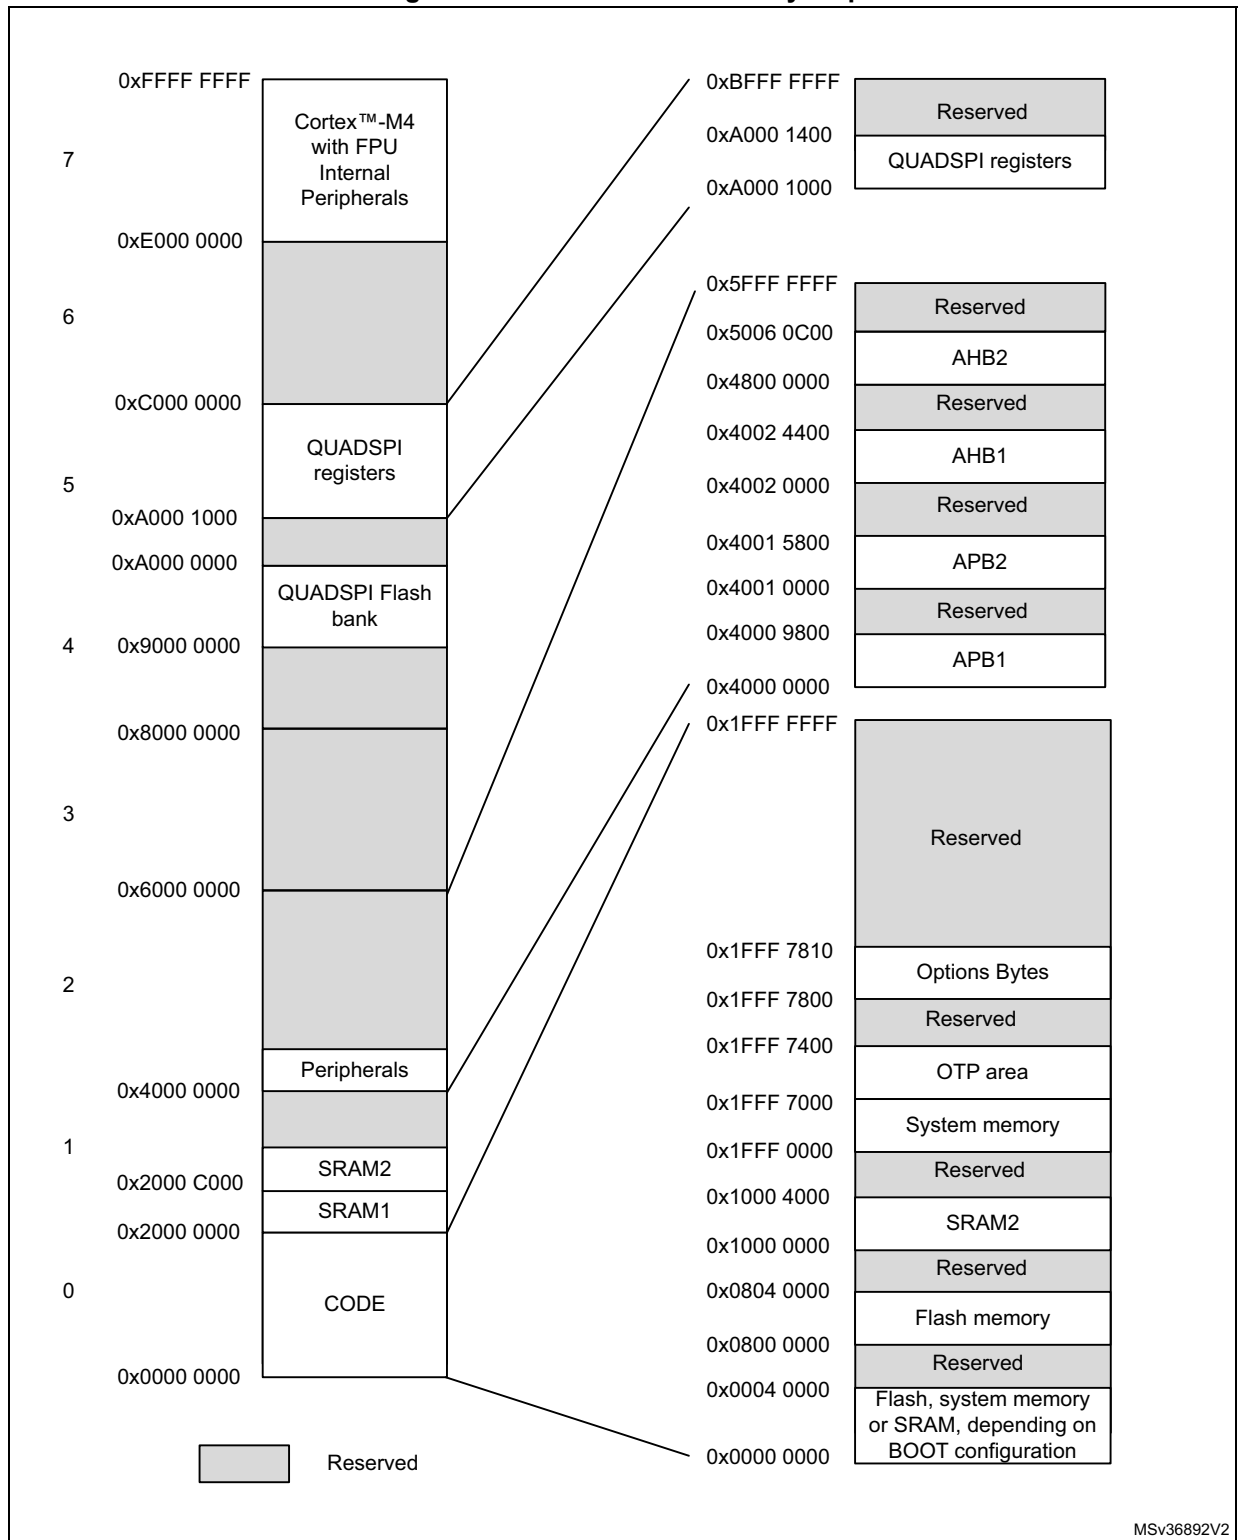 0xFFFF FFFF
Cortex™-M4
with FPU
Internal
Peripherals
7
0xE000 0000
6
0xC000 0000
QUADSPI
registers
5
0xA000 1000
0xA000 0000
QUADSPI Flash
bank
4
0x9000 0000
0x8000 0000
3
0x6000 0000
2
Peripherals
0x4000 0000
1
SRAM2
0x2000 C000
SRAM1
0x2000 0000
0
CODE
0x0000 0000
Reserved
0xBFFF FFFF
Reserved
0xA000 1400
QUADSPI registers
0xA000 1000
0x5FFF FFFF
Reserved
0x5006 0C00
AHB2
0x4800 0000
Reserved
0x4002 4400
AHB1
0x4002 0000
Reserved
0x4001 5800
APB2
0x4001 0000
Reserved
0x4000 9800
APB1
0x4000 0000
0x1FFF FFFF
Reserved
0x1FFF 7810
Options Bytes
0x1FFF 7800
Reserved
0x1FFF 7400
OTP area
0x1FFF 7000
System memory
0x1FFF 0000
Reserved
0x1000 4000
SRAM2
0x1000 0000
Reserved
0x0804 0000
Flash memory
0x0800 0000
Reserved
0x0004 0000
Flash, system memory
or SRAM, depending on
BOOT configuration
0x0000 0000
MSv36892V2